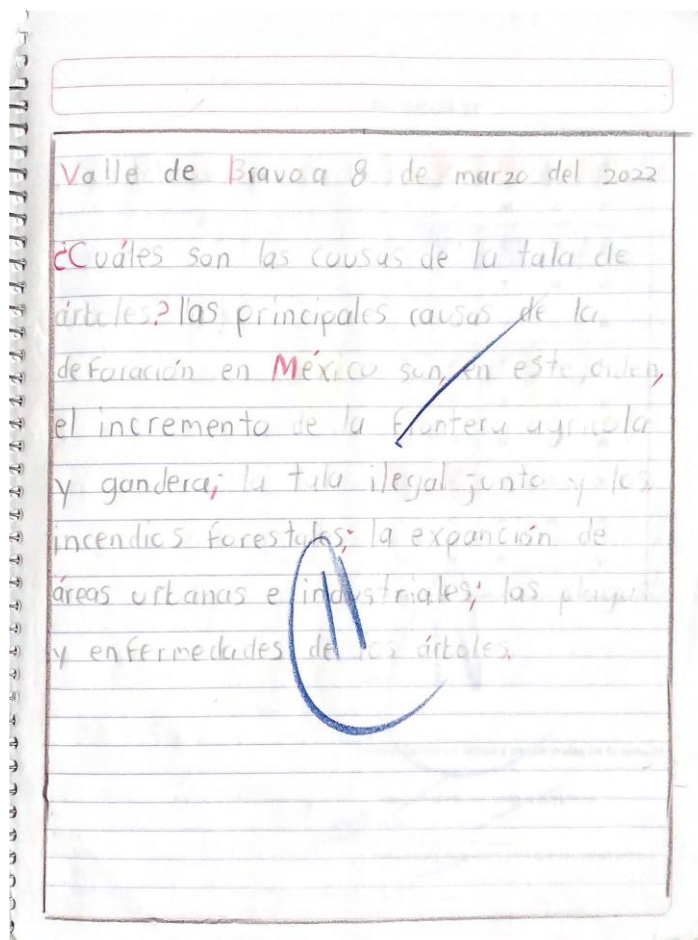 Valle de Bravo a 8 de marzo del 2022
¿Cuáles son las causas de la tala de
árboles? las principales causas de la
deforación en México son, en este orden,
el incremento de la frontera agricola
y gandera; la tala ilegal junto y los
incendios forestales; la expanción de
áreas urbanas e industriales; las plagas
y enfermedades de los árboles.